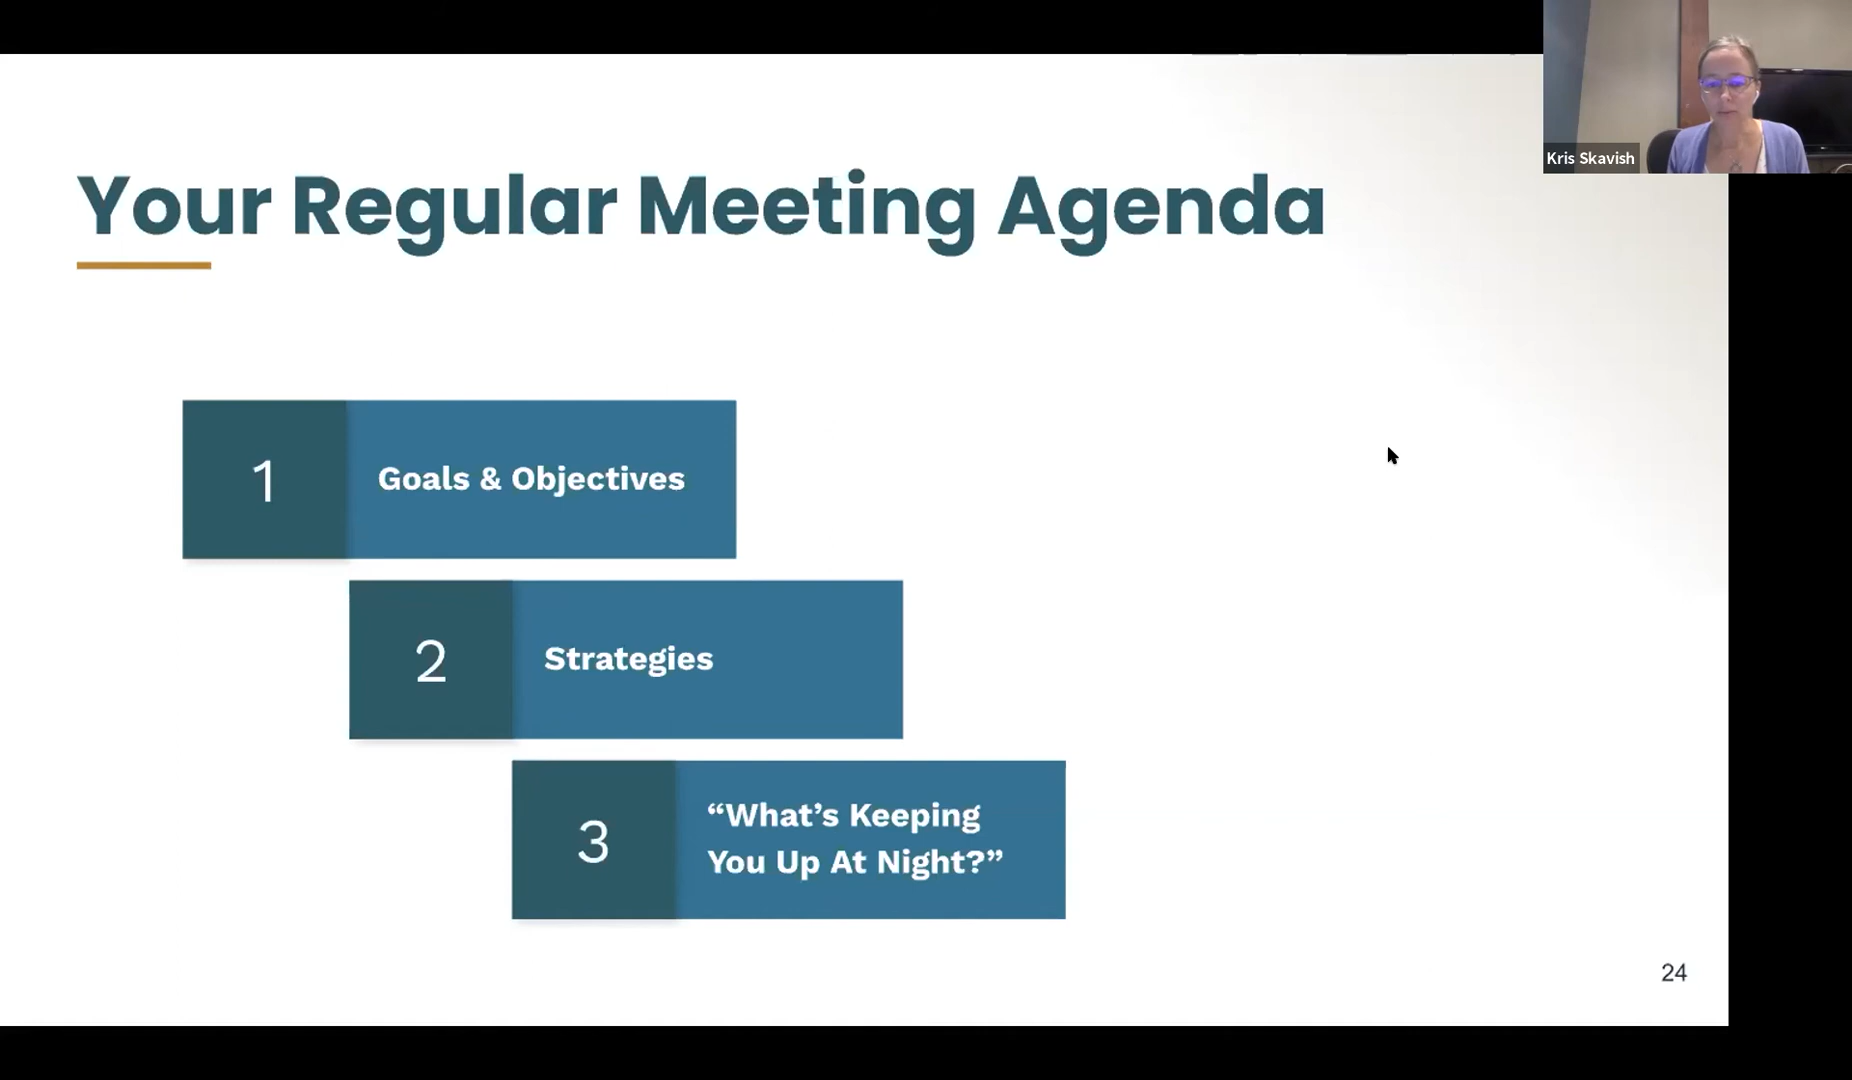 Kris Skavish
Your Regular Meeting Agenda
1
Goals & Objectives
2
Strategies
3
“What’s Keeping
You Up At Night?”
24